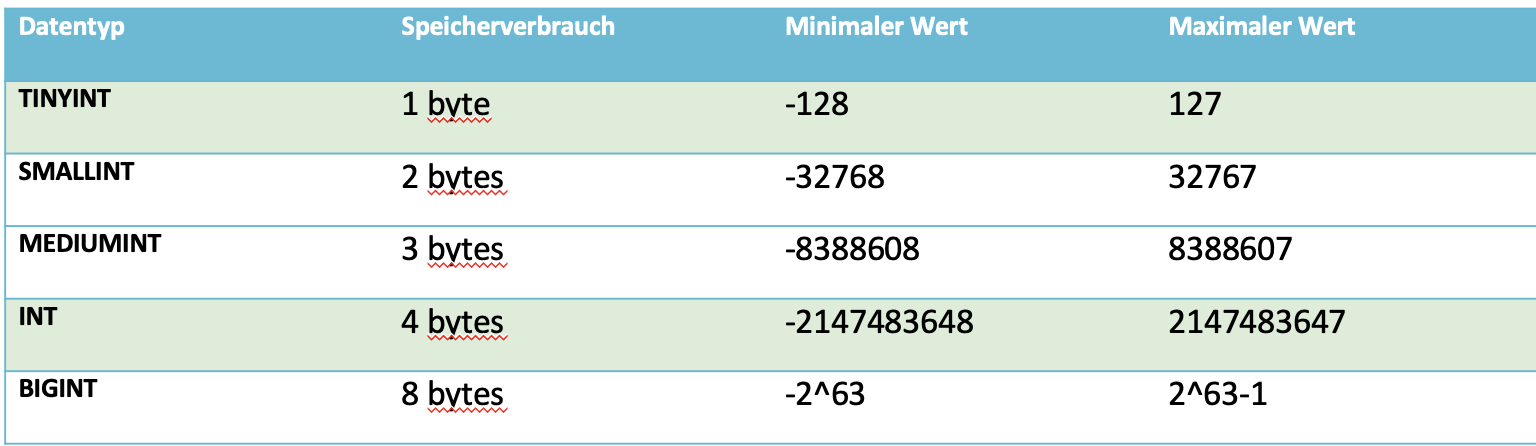 Datentyp Speicherverbrauch Minimaler Wert Maximaler Wert
TINYINT 1 byte -128 127
SMALLINT 2 bytes -32768 32767
MEDIUMINT 3 bytes -8388608 8388607
INT 4 bytes -2147483648 2147483647
BIGINT 8 bytes -2^63 2^63-1